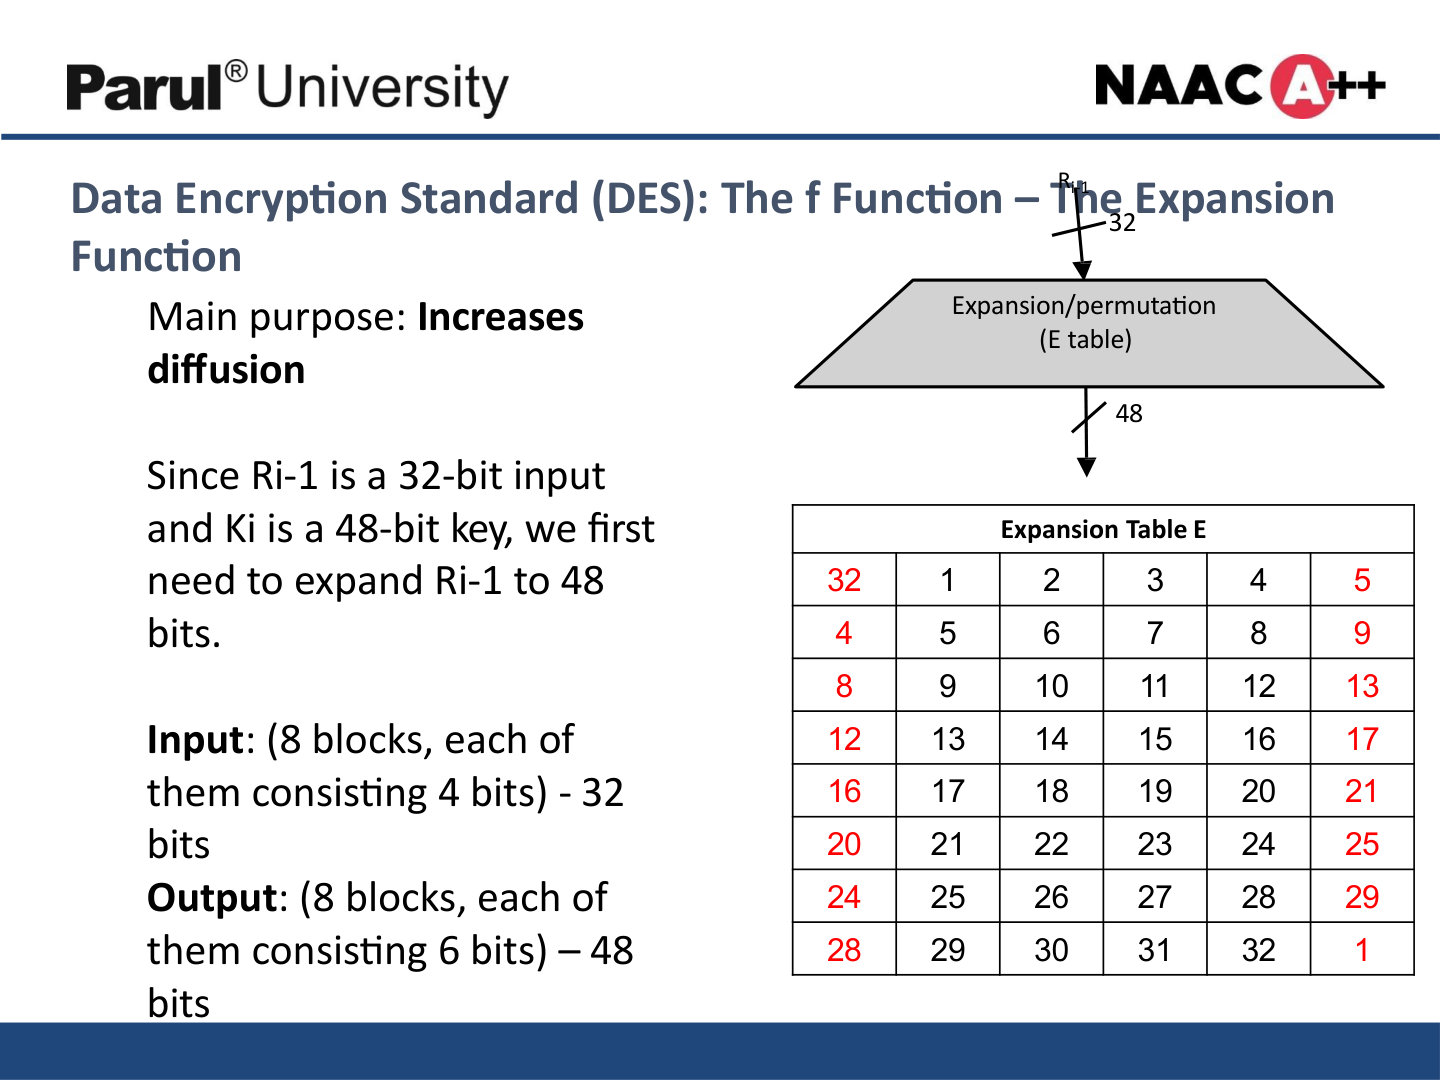 Parul® University
NAAC A++
Data Encryption Standard (DES): The f Function – The Expansion
Function
Main purpose: Increases
diffusion
Since Ri-1 is a 32-bit input
and Ki is a 48-bit key, we first
need to expand Ri-1 to 48
bits.
Input: (8 blocks, each of
them consisting 4 bits) - 32
bits
Output: (8 blocks, each of
them consisting 6 bits) – 48
bits
Ri-1
32
Expansion/permutation
(E table)
48
Expansion Table E
32 1 2 3 4 5
4 5 6 7 8 9
8 9 10 11 12 13
12 13 14 15 16 17
16 17 18 19 20 21
20 21 22 23 24 25
24 25 26 27 28 29
28 29 30 31 32 1